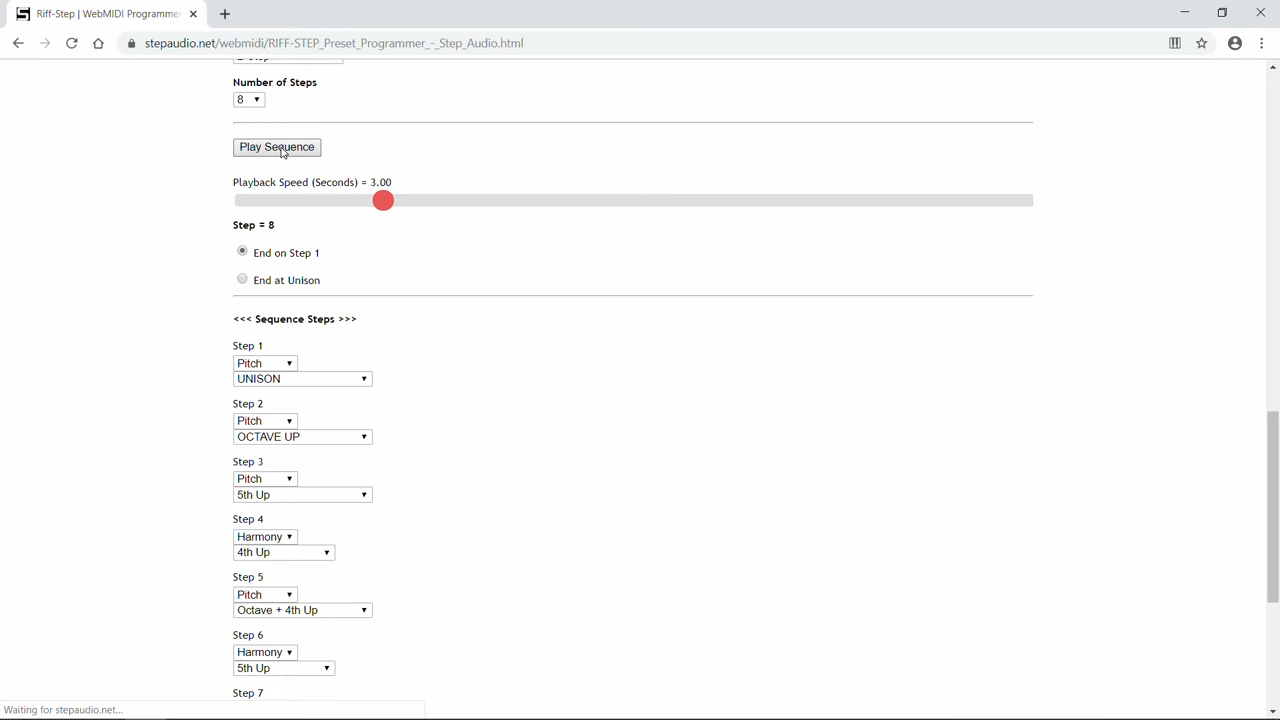 Riff-Step | WebMIDI Programme
stepaudio.net/webmidi/RIFF-STEP_Preset_Programmer_-_Step_Audio.html
Number of Steps
8
Play Sequence
Playback Speed (Seconds) = 3.00
Step = 8
End on Step 1
End at Unison
<<< Sequence Steps >>>
Step 1
Pitch
UNISON
Step 2
Pitch
OCTAVE UP
Step 3
Pitch
5th Up
Step 4
Harmony
4th Up
Step 5
Pitch
Octave + 4th Up
Step 6
Harmony
5th Up
Step 7
Waiting for stepaudio.net...